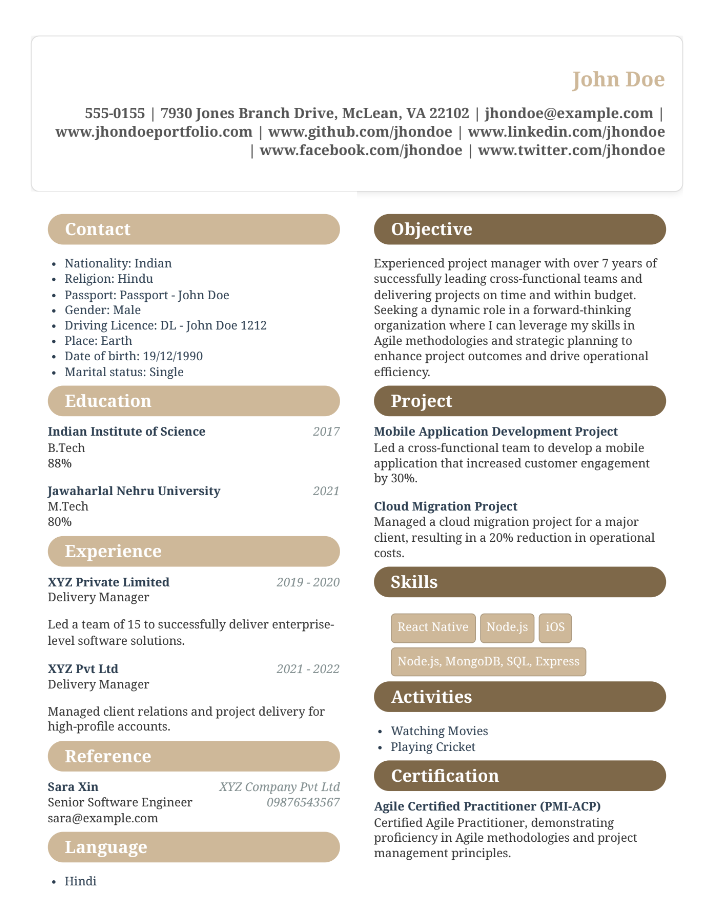 John Doe
555-0155 | 7930 Jones Branch Drive, McLean, VA 22102 | jhondoe@example.com |
www.jhondoeportfolio.com | www.github.com/jhondoe | www.linkedin.com/jhondoe
| www.facebook.com/jhondoe | www.twitter.com/jhondoe
Contact
• Nationality: Indian
• Religion: Hindu
• Passport: Passport - John Doe
• Gender: Male
• Driving Licence: DL - John Doe 1212
• Place: Earth
• Date of birth: 19/12/1990
• Marital status: Single
Education
Indian Institute of Science 2017
B.Tech
88%
Jawaharlal Nehru University 2021
M.Tech
80%
Experience
XYZ Private Limited 2019 - 2020
Delivery Manager
Led a team of 15 to successfully deliver enterprise-
level software solutions.
XYZ Pvt Ltd 2021 - 2022
Delivery Manager
Managed client relations and project delivery for
high-profile accounts.
Reference
Sara Xin XYZ Company Pvt Ltd
Senior Software Engineer 09876543567
sara@example.com
Language
• Hindi
Objective
Experienced project manager with over 7 years of
successfully leading cross-functional teams and
delivering projects on time and within budget.
Seeking a dynamic role in a forward-thinking
organization where I can leverage my skills in
Agile methodologies and strategic planning to
enhance project outcomes and drive operational
efficiency.
Project
Mobile Application Development Project
Led a cross-functional team to develop a mobile
application that increased customer engagement
by 30%.
Cloud Migration Project
Managed a cloud migration project for a major
client, resulting in a 20% reduction in operational
costs.
Skills
React Native Node.js iOS
Node.js, MongoDB, SQL, Express
Activities
• Watching Movies
• Playing Cricket
Certification
Agile Certified Practitioner (PMI-ACP)
Certified Agile Practitioner, demonstrating
proficiency in Agile methodologies and project
management principles.